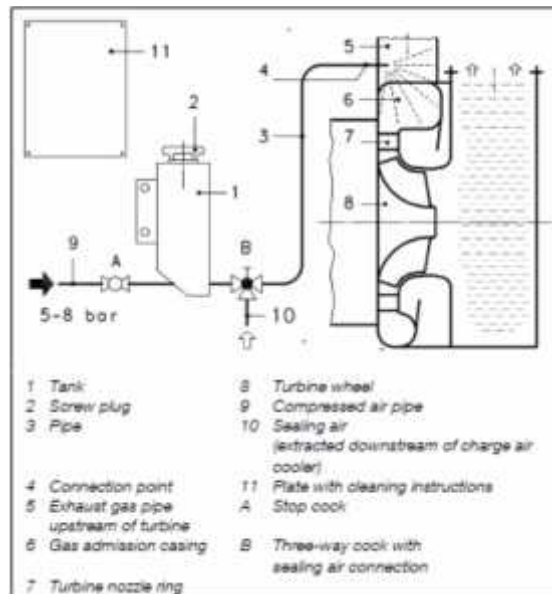 11
5
4
6
2
3
7
1
8
9
A
B
5-8 bar
10
1 Tank
2 Screw plug
3 Pipe
4 Connection point
5 Exhaust gas pipe
upstream of turbine
6 Gas admission casing
7 Turbine nozzle ring
8 Turbine wheel
9 Compressed air pipe
10 Sealing air
(extracted downstream of charge air
cooler)
11 Plate with cleaning instructions
A Stop cock
B Three-way cock with
sealing air connection